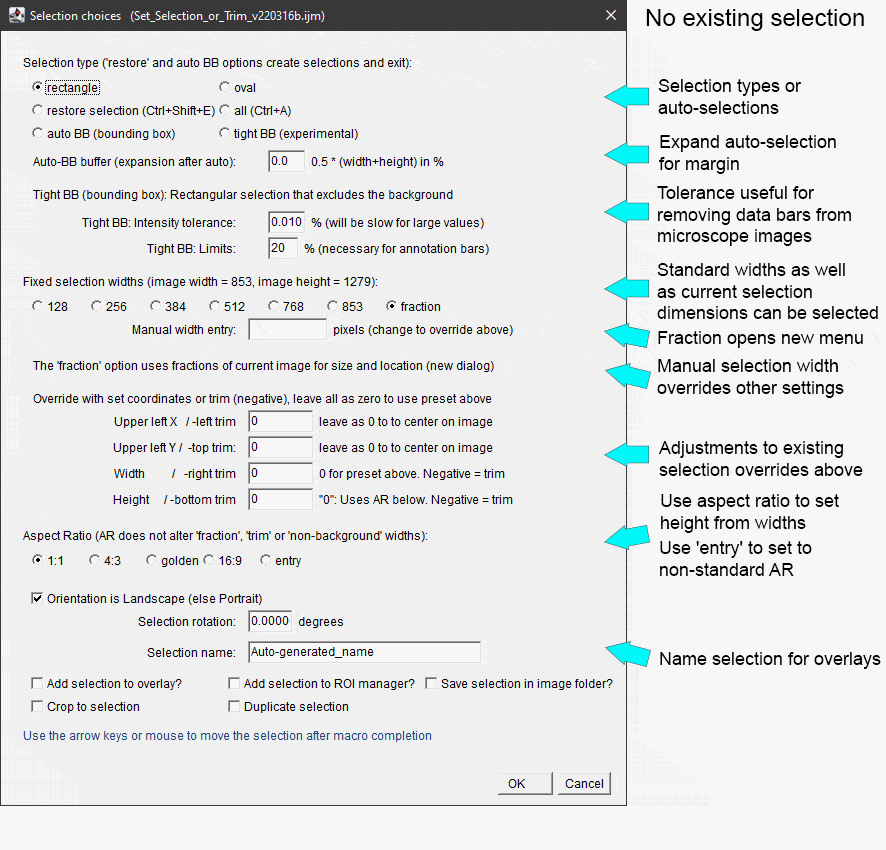 Selection choices (Set_Selection_or_Trim_v220316b.ijm)
No existing selection
Selection type ('restore' and auto BB options create selections and exit):
rectangle
oval
restore selection (Ctrl+Shift+E)
all (Ctrl+A)
auto BB (bounding box)
tight BB (experimental)
Selection types or
auto-selections
Auto-BB buffer (expansion after auto): 0.0 0.5 * (width+height) in %
Expand auto-selection
for margin
Tight BB (bounding box): Rectangular selection that excludes the background
Tight BB: Intensity tolerance: 0.010 % (will be slow for large values)
Tight BB: Limits: 20 % (necessary for annotation bars)
Tolerance useful for
removing data bars from
microscope images
Fixed selection widths (image width = 853, image height = 1279):
128 256 384 512 768 853 fraction
Standard widths as well
as current selection
dimensions can be selected
Manual width entry: pixels (change to override above)
Fraction opens new menu
The 'fraction' option uses fractions of current image for size and location (new dialog)
Manual selection width
overrides other settings
Override with set coordinates or trim (negative), leave all as zero to use preset above
Upper left X / -left trim 0 leave as 0 to to center on image
Upper left Y / -top trim: 0 leave as 0 to to center on image
Width / -right trim 0 0 for preset above. Negative = trim
Height / -bottom trim 0 "0": Uses AR below. Negative = trim
Adjustments to existing
selection overrides above
Aspect Ratio (AR does not alter 'fraction', 'trim' or 'non-background' widths):
1:1 4:3 golden 16:9 entry
Use aspect ratio to set
height from widths
Use 'entry' to set to
non-standard AR
Orientation is Landscape (else Portrait)
Selection rotation: 0.0000 degrees
Selection name: Auto-generated_name
Name selection for overlays
Add selection to overlay? Add selection to ROI manager? Save selection in image folder?
Crop to selection Duplicate selection
Use the arrow keys or mouse to move the selection after macro completion
OK Cancel